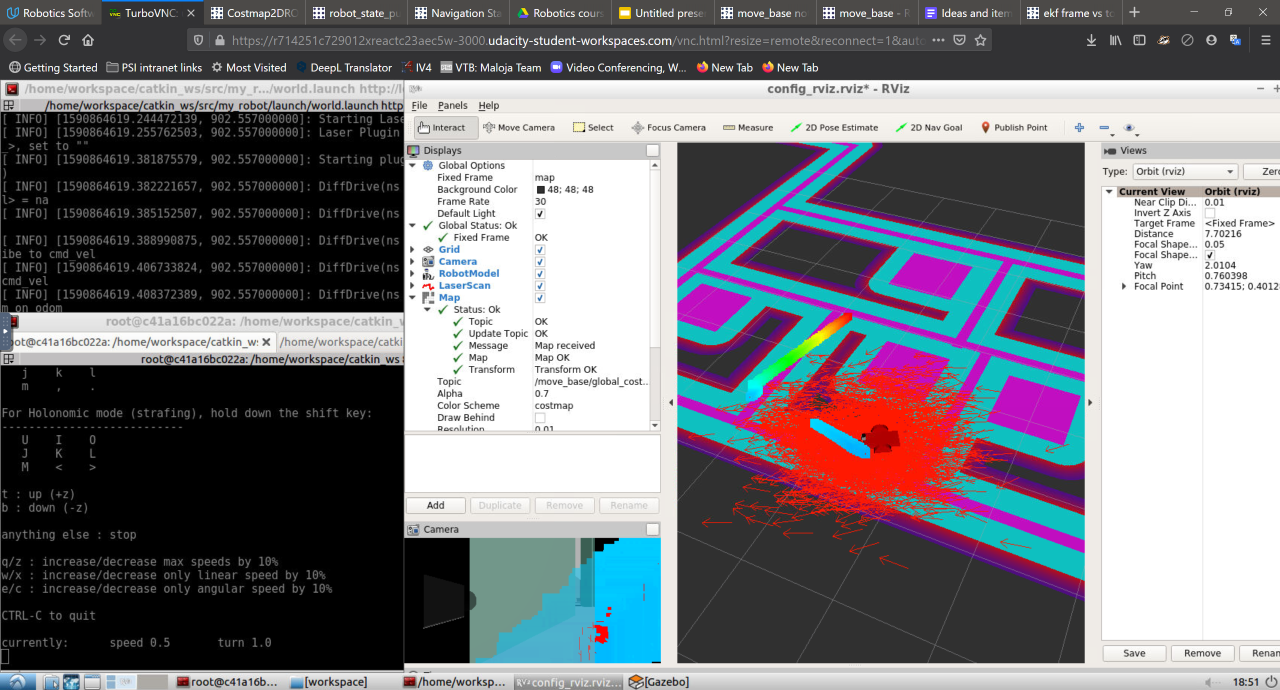 Robotics Softw
TurboVNC:
Costmap2DRO
robot_state_pu
Navigation Sta
Robotics cours
Untitled prese
move_base no
move_base - R
Ideas and item
ekf frame vs to
https://r714251c729012xreactc23aec5w-3000.udacity-student-workspaces.com/vnc.html?resize=remote&reconnect=1&auto
Getting Started
PSI intranet links
Most Visited
DeepL Translator
IV4
VTB: Maloja Team
Video Conferencing, W...
New Tab
New Tab
/home/workspace/catkin_ws/src/my_r.../world.launch http://lo
/home/workspace/catkin_ws/src/my_robot/launch/world.launch http
[ INFO] [1590864619.244472139, 902.557000000]: Starting Lase
[ INFO] [1590864619.255762503, 902.557000000]: Laser Plugin
>, set to ""
[ INFO] [1590864619.381875579, 902.557000000]: Starting plug
)
[ INFO] [1590864619.382221657, 902.557000000]: DiffDrive(ns
l> = na
[ INFO] [1590864619.385152507, 902.557000000]: DiffDrive(ns
[ INFO] [1590864619.388990875, 902.557000000]: DiffDrive(ns
ibe to cmd_vel
[ INFO] [1590864619.406733824, 902.557000000]: DiffDrive(ns
cmd_vel
[ INFO] [1590864619.408372389, 902.557000000]: DiffDrive(ns
m on odom
root@c41a16bc022a: /home/workspace/catkin_w
oot@c41a16bc022a: /home/workspace/catkin_ws
/home/workspace/catkin
root@c41a16bc022a: /home/workspace/catkin_ws
j k l
m , .
For Holonomic mode (strafing), hold down the shift key:
---------------------------
U I O
J K L
M < >
t : up (+z)
b : down (-z)
anything else : stop
q/z : increase/decrease max speeds by 10%
w/x : increase/decrease only linear speed by 10%
e/c : increase/decrease only angular speed by 10%
CTRL-C to quit
currently: speed 0.5 turn 1.0
config_rviz.rviz* - RViz
File Panels Help
Interact
Move Camera
Select
Focus Camera
Measure
2D Pose Estimate
2D Nav Goal
Publish Point
Displays
Global Options
Fixed Frame map
Background Color 48; 48; 48
Frame Rate 30
Default Light
Global Status: Ok
Fixed Frame OK
Grid
Camera
RobotModel
LaserScan
Map
Status: Ok
Topic OK
Update Topic OK
Message Map received
Map Map OK
Transform Transform OK
Topic /move_base/global_cost...
Alpha 0.7
Color Scheme costmap
Draw Behind
Resolution 0.01
Add Duplicate Remove Rename
Camera
Views
Type: Orbit (rviz) Zero
Current View Orbit (rviz)
Near Clip Di... 0.01
Invert Z Axis
Target Frame <Fixed Frame>
Distance 7.70216
Focal Shape... 0.05
Focal Shape...
Yaw 2.0104
Pitch 0.760398
Focal Point 0.73415; 0.4012
Save Remove Renan
root@c41a16b...
[workspace]
/home/worksp...
config_rviz.rviz...
[Gazebo]
18:51